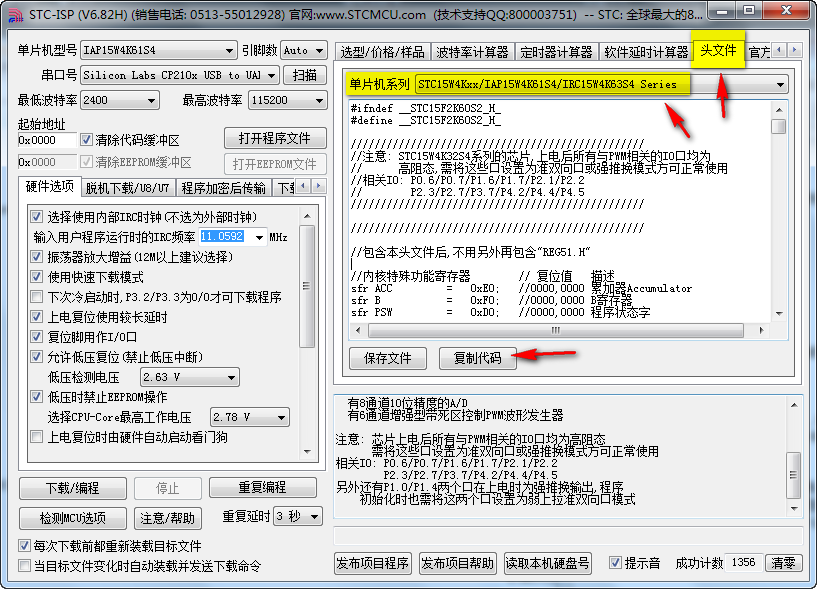 STC-ISP (V6.82H) (销售电话: 0513-55012928) 官网:www.STCMCU.com (技术支持QQ:800003751) -- STC: 全球最大的8...
单片机型号 IAP15W4K61S4 引脚数 Auto
串口号 Silicon Labs CP210x USB to UAI 扫描
最低波特率 2400 最高波特率 115200
起始地址
0x0000 清除代码缓冲区 打开程序文件
0x0000 清除EEPROM缓冲区 打开EEPROM文件
硬件选项 脱机下载/U8/U7 程序加密后传输 下
选择使用内部IRC时钟(不选为外部时钟)
输入用户程序运行时的IRC频率 11.0592 MHz
振荡器放大增益(12M以上建议选择)
使用快速下载模式
下次冷启动时,P3.2/P3.3为0/0才可下载程序
上电复位使用较长延时
复位脚用作I/O口
允许低压复位(禁止低压中断)
低压检测电压 2.63 V
低压时禁止EEPROM操作
选择CPU-Core最高工作电压 2.78 V
上电复位时由硬件自动启动看门狗
下载/编程 停止 重复编程
检测MCU选项 注意/帮助 重复延时 3 秒
每次下载前都重新装载目标文件
当目标文件变化时自动装载并发送下载命令
选型/价格/样品 波特率计算器 定时器计算器 软件延时计算器 头文件 官方
单片机系列 STC15W4Kxx/IAP15W4K61S4/IRC15W4K63S4 Series
#ifndef __STC15F2K60S2_H_
#define __STC15F2K60S2_H_
/////////////////////////////////////////////////
//注意: STC15W4K32S4系列的芯片,上电后所有与PWM相关的IO口均为
// 高阻态,需将这些口设置为准双向口或强推挽模式方可正常使用
//相关IO: P0.6/P0.7/P1.6/P1.7/P2.1/P2.2
// P2.3/P2.7/P3.7/P4.2/P4.4/P4.5
/////////////////////////////////////////////////
/////////////////////////////////////////////////
//包含本头文件后,不用另外再包含"REG51.H"
//内核特殊功能寄存器 // 复位值 描述
sfr ACC = 0xE0; //0000,0000 累加器Accumulator
sfr B = 0xF0; //0000,0000 B寄存器
sfr PSW = 0xD0; //0000,0000 程序状态字
保存文件 复制代码
有8通道10位精度的A/D
有6通道增强型带死区控制PWM波形发生器
注意: 芯片上电后所有与PWM相关的IO口均为高阻态
需将这些口设置为准双向口或强推挽模式方可正常使用
相关IO: P0.6/P0.7/P1.6/P1.7/P2.1/P2.2
P2.3/P2.7/P3.7/P4.2/P4.4/P4.5
另外还有P1.0/P1.4两个口在上电时为强推挽输出,程序
初始化时也需将这两个口设置为弱上拉准双向口模式
发布项目程序 发布项目帮助 读取本机硬盘号 提示音 成功计数 1356 清零